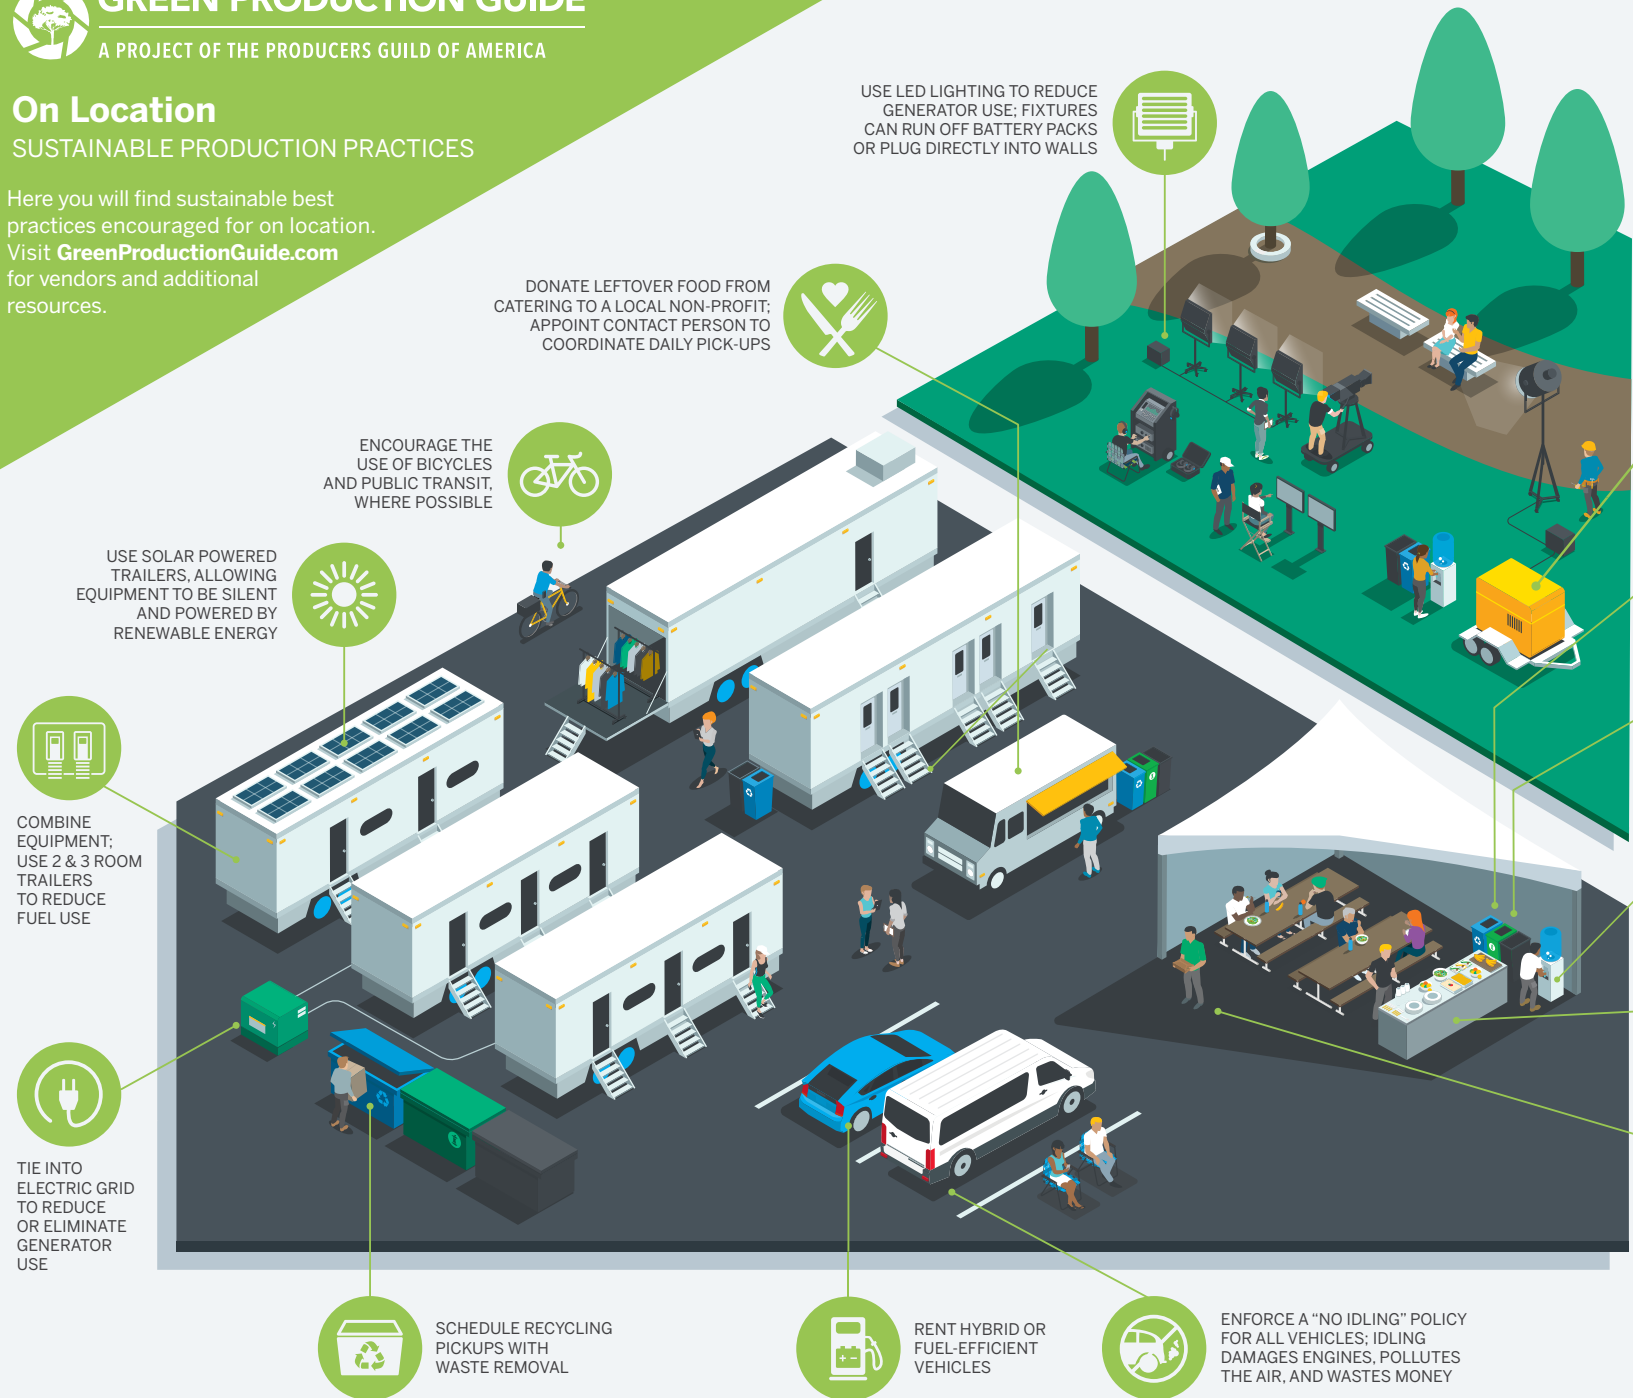 GREEN PRODUCTION GUIDE
A PROJECT OF THE PRODUCERS GUILD OF AMERICA
On Location
SUSTAINABLE PRODUCTION PRACTICES
Here you will find sustainable best
practices encouraged for on location.
Visit GreenProductionGuide.com
for vendors and additional
resources.
USE LED LIGHTING TO REDUCE
GENERATOR USE; FIXTURES
CAN RUN OFF BATTERY PACKS
OR PLUG DIRECTLY INTO WALLS
DONATE LEFTOVER FOOD FROM
CATERING TO A LOCAL NON-PROFIT;
APPOINT CONTACT PERSON TO
COORDINATE DAILY PICK-UPS
ENCOURAGE THE
USE OF BICYCLES
AND PUBLIC TRANSIT,
WHERE POSSIBLE
USE SOLAR POWERED
TRAILERS, ALLOWING
EQUIPMENT TO BE SILENT
AND POWERED BY
RENEWABLE ENERGY
COMBINE
EQUIPMENT;
USE 2 & 3 ROOM
TRAILERS
TO REDUCE
FUEL USE
TIE INTO
ELECTRIC GRID
TO REDUCE
OR ELIMINATE
GENERATOR
USE
SCHEDULE RECYCLING
PICKUPS WITH
WASTE REMOVAL
RENT HYBRID OR
FUEL-EFFICIENT
VEHICLES
ENFORCE A “NO IDLING” POLICY
FOR ALL VEHICLES; IDLING
DAMAGES ENGINES, POLLUTES
THE AIR, AND WASTES MONEY